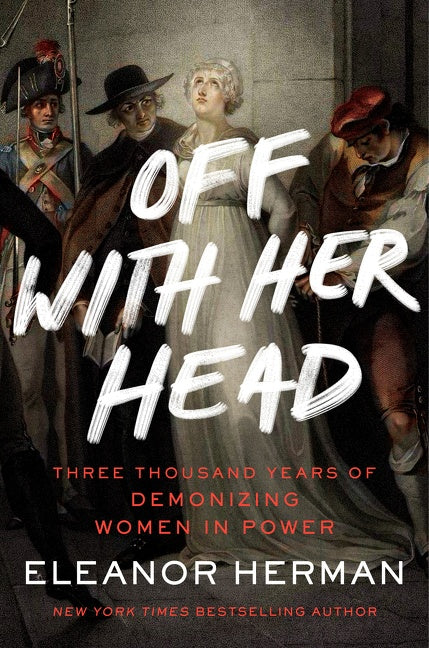 OFF
WITH HER
HEAD
THREE THOUSAND YEARS OF
DEMONIZING
WOMEN IN POWER
ELEANOR HERMAN
NEW YORK TIMES BESTSELLING AUTHOR